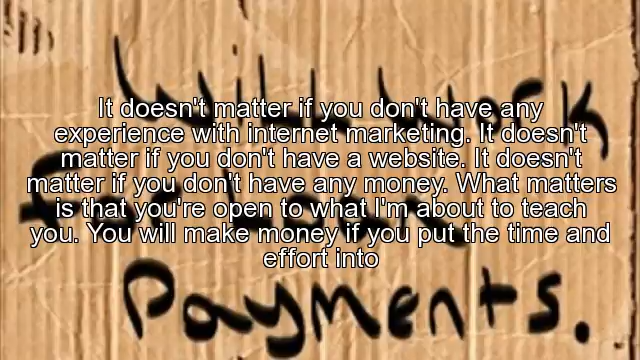 Will work
It doesn't matter if you don't have any
experience with internet marketing. It doesn't
matter if you don't have a website. It doesn't
matter if you don't have any money. What matters
is that you're open to what I'm about to teach
you. You will make money if you put the time and
effort into
Payments.